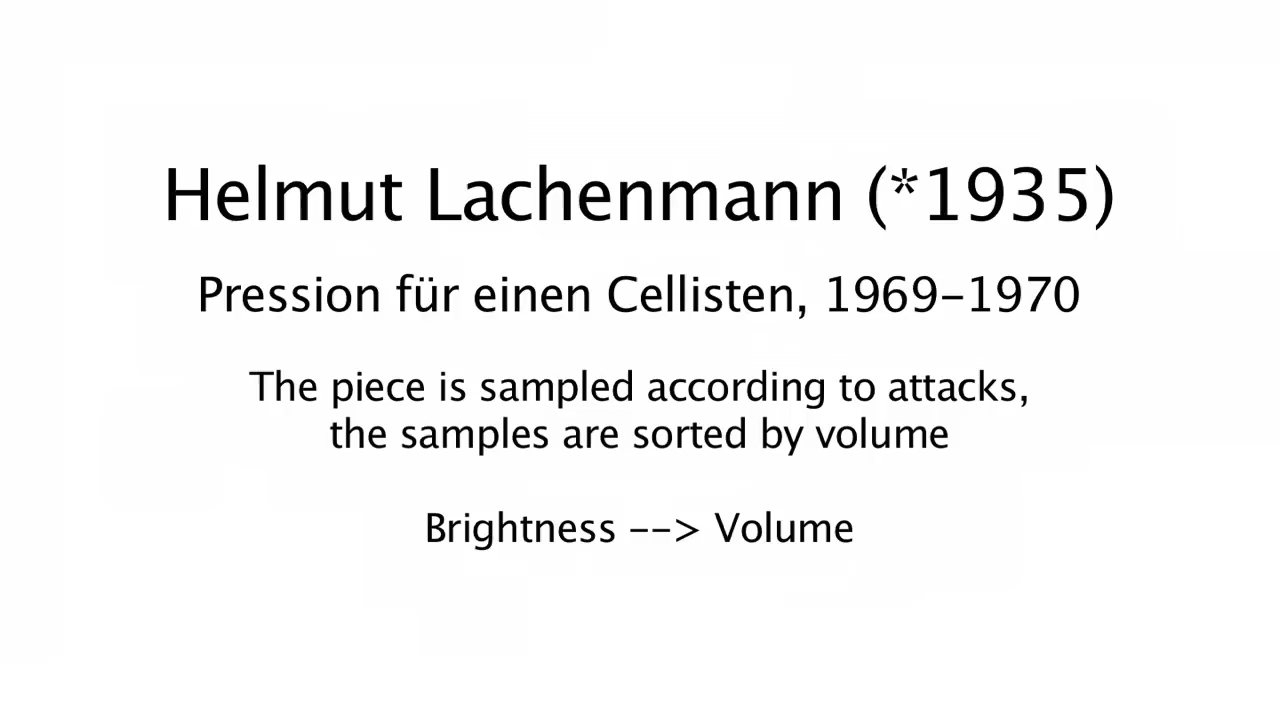 Helmut Lachenmann (*1935)
Pression für einen Cellisten, 1969–1970
The piece is sampled according to attacks,
the samples are sorted by volume
Brightness --> Volume